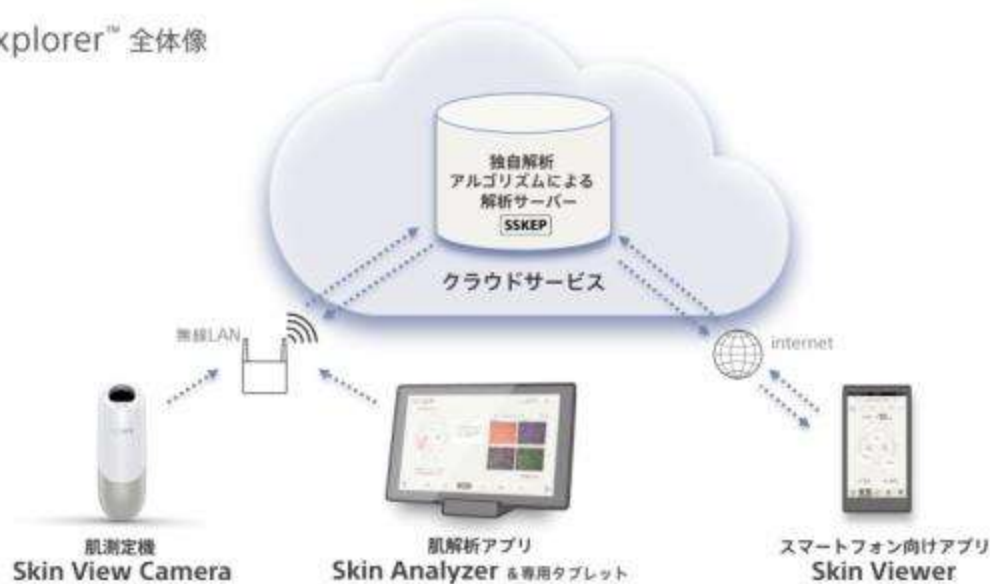 xplorer™ 全体像
独自解析
アルゴリズムによる
解析サーバー
SSKEP
クラウドサービス
無線LAN
internet
肌測定機
Skin View Camera
肌解析アプリ
Skin Analyzer &専用タブレット
スマートフォン向けアプリ
Skin Viewer